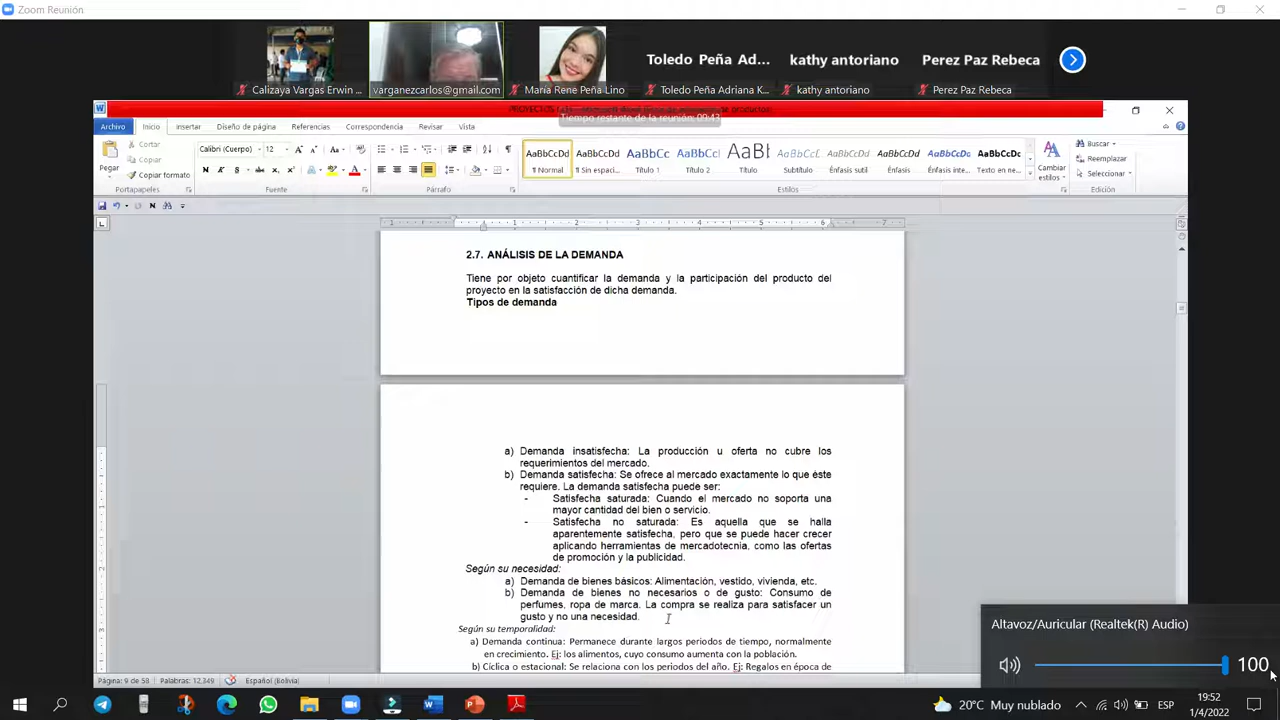 Zoom Reunión
Calizaya Vargas Erwin ...
varganezcarlos@gmail.com
María Rene Peña Lino
Toledo Peña Ad...
Toledo Peña Adriana K...
kathy antoriano
kathy antoriano
Perez Paz Rebeca
Perez Paz Rebeca
Tiempo restante de la reunión: 09:43
Archivo Inicio Insertar Diseño de página Referencias Correspondencia Revisar Vista
Pegar
Cortar
Copiar
Copiar formato
Portapapeles
Calibri (Cuerpo) 12
Fuente
Párrafo
AaBbCcDd AaBbCcDd AaBbCc AaBbCcI AaBbI AaBbCcI AaBbCcDd AaBbCcDd AaBbCcDd AaBbCcDc
¶ Normal ¶ Sin espaci... Título 1 Título 2 Título Subtítulo Énfasis sutil Énfasis Énfasis inte... Texto en ne...
Estilos
Cambiar estilos
Buscar
Reemplazar
Seleccionar
Edición
2.7. ANÁLISIS DE LA DEMANDA
Tiene por objeto cuantificar la demanda y la participación del producto del
proyecto en la satisfacción de dicha demanda.
Tipos de demanda
a) Demanda insatisfecha: La producción u oferta no cubre los
requerimientos del mercado.
b) Demanda satisfecha: Se ofrece al mercado exactamente lo que éste
requiere. La demanda satisfecha puede ser:
- Satisfecha saturada: Cuando el mercado no soporta una
mayor cantidad del bien o servicio.
- Satisfecha no saturada: Es aquella que se halla
aparentemente satisfecha, pero que se puede hacer crecer
aplicando herramientas de mercadotecnia, como las ofertas
de promoción y la publicidad.
Según su necesidad:
a) Demanda de bienes básicos: Alimentación, vestido, vivienda, etc.
b) Demanda de bienes no necesarios o de gusto: Consumo de
perfumes, ropa de marca. La compra se realiza para satisfacer un
gusto y no una necesidad.
Según su temporalidad:
a) Demanda continua: Permanece durante largos periodos de tiempo, normalmente
en crecimiento. Ej: los alimentos, cuyo consumo aumenta con la población.
b) Cíclica o estacional: Se relaciona con los periodos del año. Ej: Regalos en época de
Página: 9 de 58 Palabras: 12.349 Español (Bolivia)
Altavoz/Auricular (Realtek(R) Audio)
100
20°C Muy nublado
ESP
19:52
1/4/2022